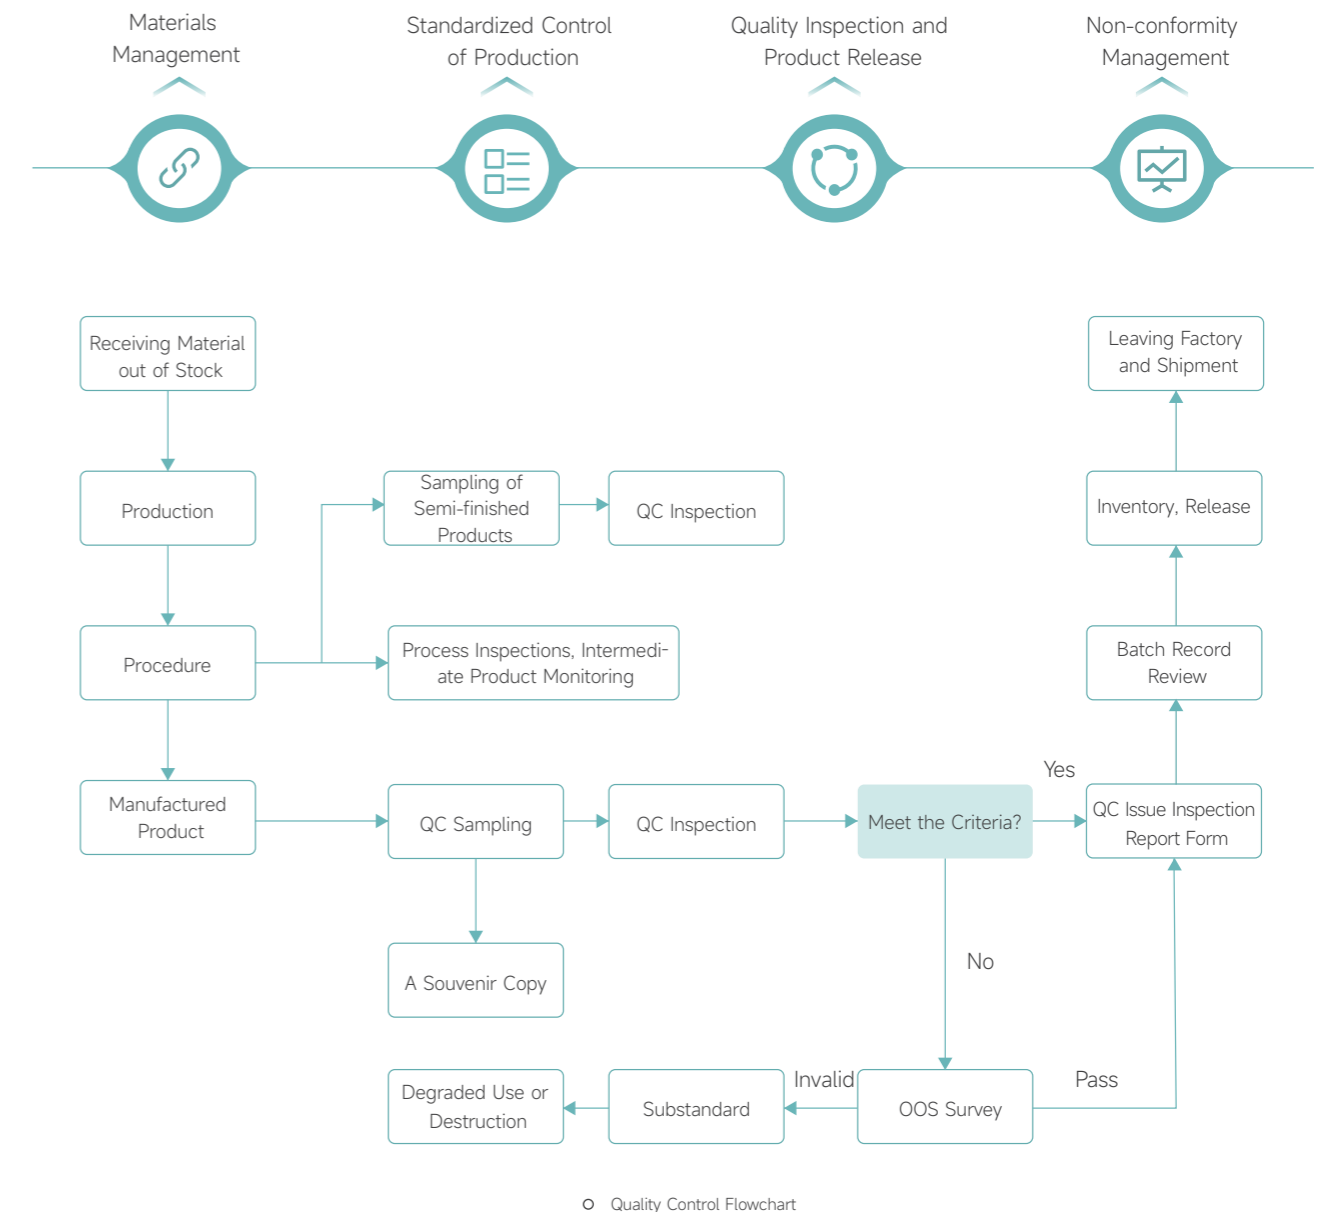 Materials
Management
Standardized Control
of Production
Quality Inspection and
Product Release
Non-conformity
Management
Receiving Material
out of Stock
Leaving Factory
and Shipment
Production
Sampling of
Semi-finished
Products
QC Inspection
Inventory, Release
Procedure
Process Inspections, Intermedi-
ate Product Monitoring
Batch Record
Review
Manufactured
Product
QC Sampling
QC Inspection
Meet the Criteria?
Yes
QC Issue Inspection
Report Form
A Souvenir Copy
No
Degraded Use or
Destruction
Substandard
Invalid
OOS Survey
Pass
Quality Control Flowchart